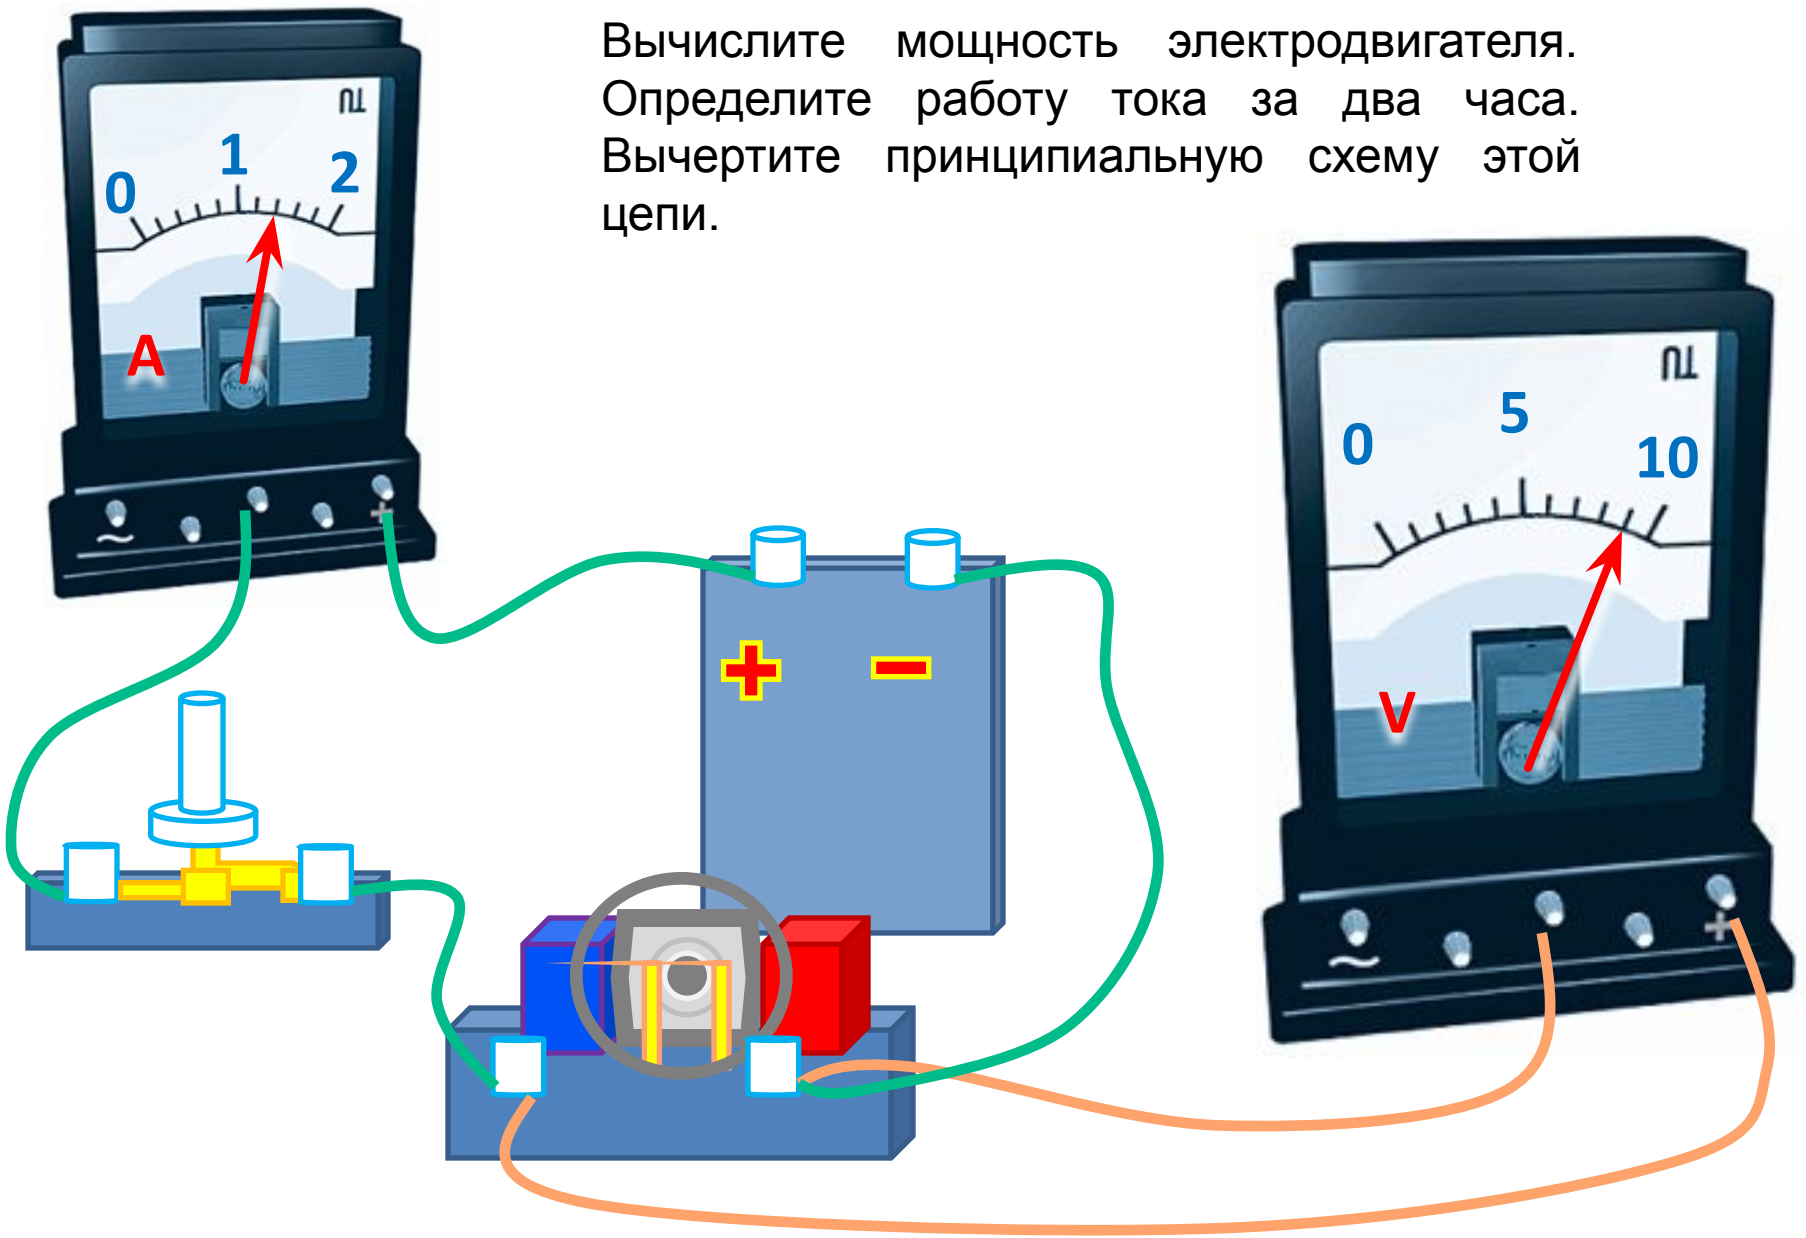 Вычислите мощность электродвигателя.
Определите работу тока за два часа.
Вычертите принципиальную схему этой
цепи.
0
1
2
A
0
5
10
V
+
−
~
+
~
+